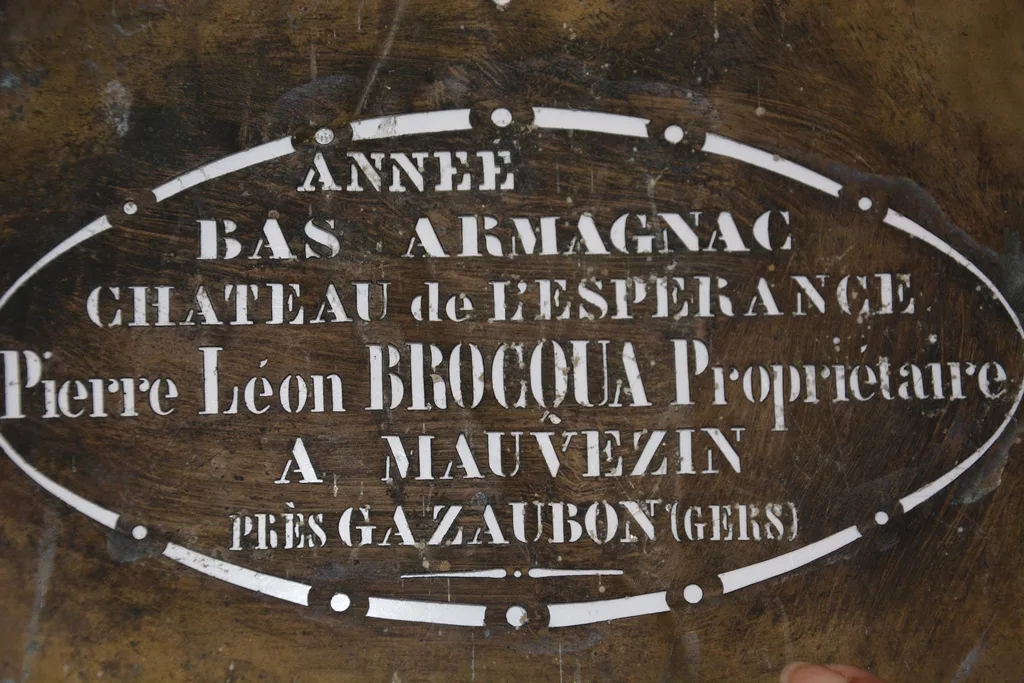 ANNEE
BAS ARMAGNAC
CHATEAU de L'ESPERANCE
Pierre Léon BROCQUA Propriétaire
A MAUVEZIN
PRÈS GAZAUBON (GERS)